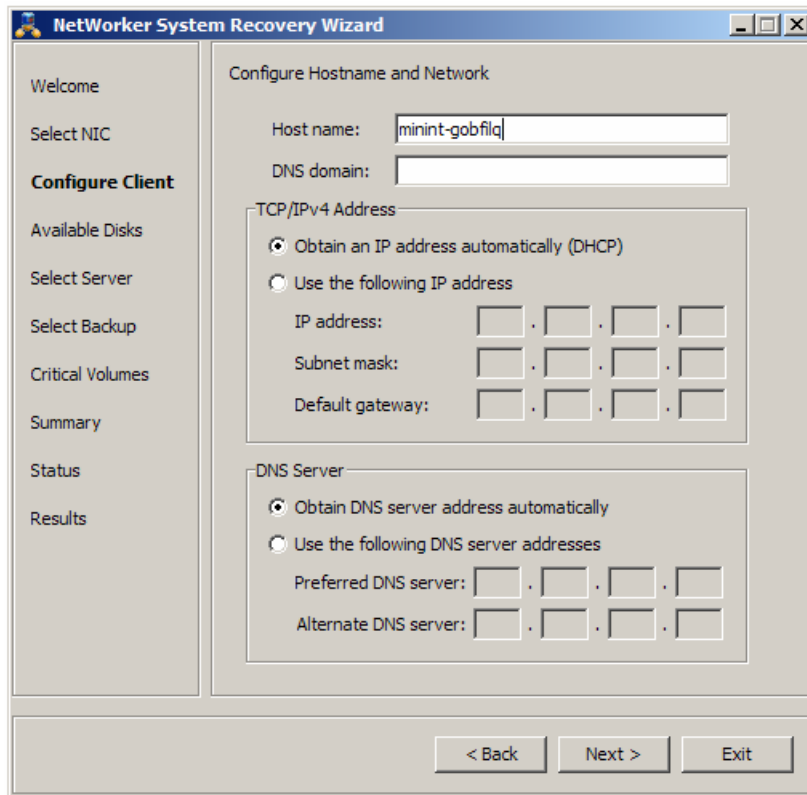 NetWorker System Recovery Wizard
Welcome
Select NIC
Configure Client
Available Disks
Select Server
Select Backup
Critical Volumes
Summary
Status
Results
Configure Hostname and Network
Host name: minint-gobfilq
DNS domain:
TCP/IPv4 Address
Obtain an IP address automatically (DHCP)
Use the following IP address
IP address: . . .
Subnet mask: . . .
Default gateway: . . .
DNS Server
Obtain DNS server address automatically
Use the following DNS server addresses
Preferred DNS server: . . .
Alternate DNS server: . . .
< Back Next > Exit